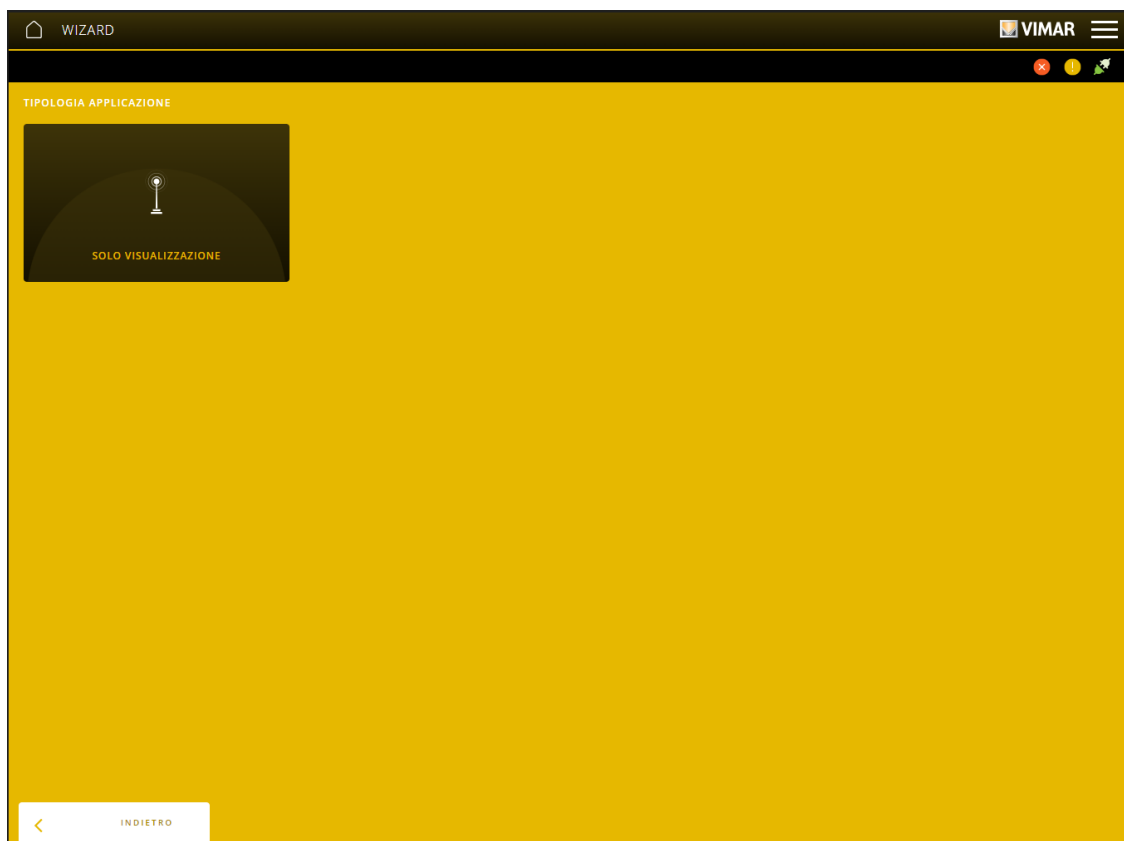 WIZARD
VIMAR
TIPOLOGIA APPLICAZIONE
SOLO VISUALIZZAZIONE
INDIETRO